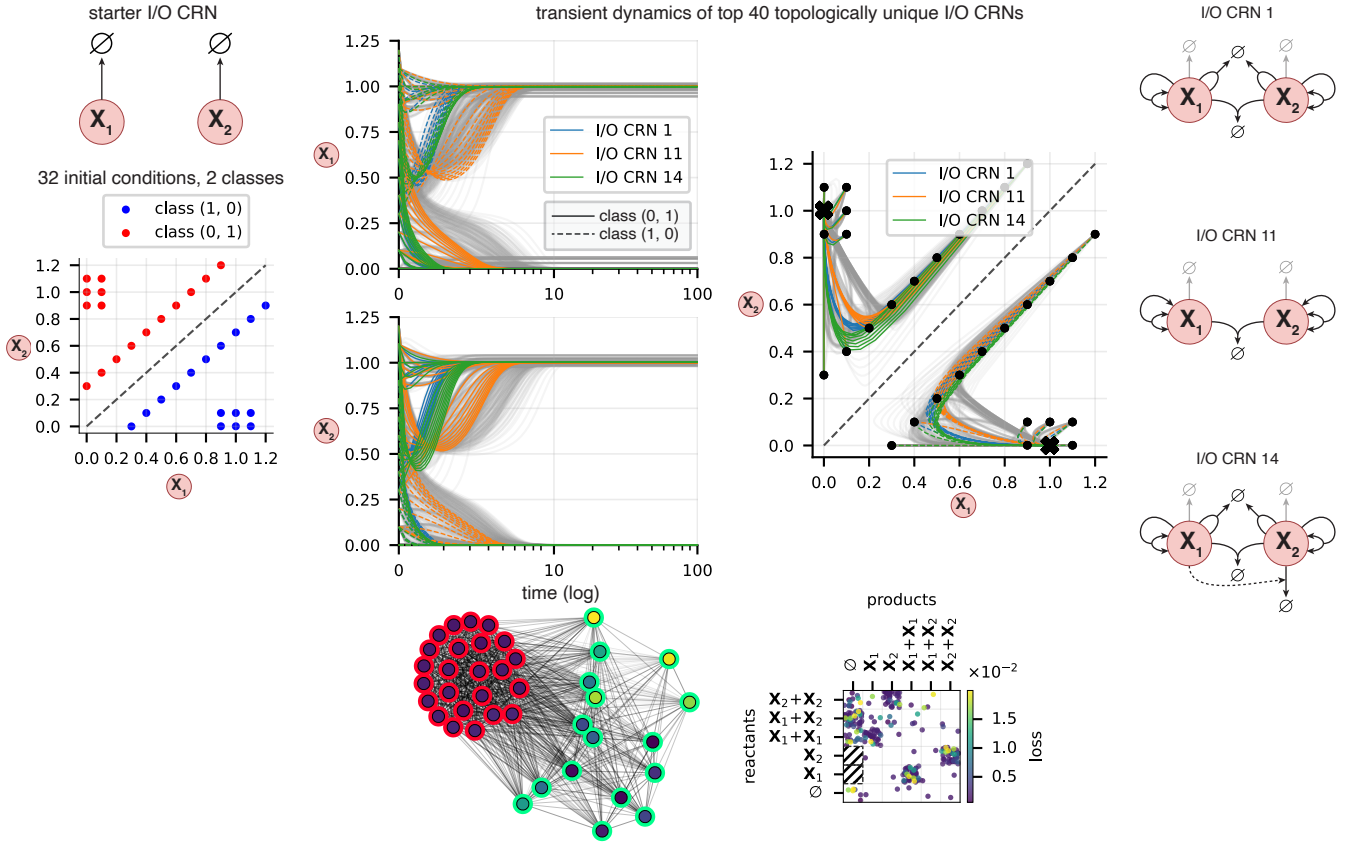 starter I/O CRN
∅
∅
X1
X2
32 initial conditions, 2 classes
class (1, 0)
class (0, 1)
1.2
1.0
0.8
0.6
0.4
0.2
0.0
X2
0.0 0.2 0.4 0.6 0.8 1.0 1.2
X1
transient dynamics of top 40 topologically unique I/O CRNs
1.25
1.00
0.75
0.50
0.25
0.00
X1
I/O CRN 1
I/O CRN 11
I/O CRN 14
class (0, 1)
class (1, 0)
0 10 100
1.25
1.00
0.75
0.50
0.25
0.00
X2
0 10 100
time (log)
I/O CRN 1
I/O CRN 11
I/O CRN 14
1.2
1.0
0.8
0.6
0.4
0.2
0.0
X2
0.0 0.2 0.4 0.6 0.8 1.0 1.2
X1
products
∅ X1 X2 X1+X1 X1+X2 X2+X2
reactants
X2+X2
X1+X2
X1+X1
X2
X1
∅
×10−2
1.5
1.0
0.5
loss
I/O CRN 1
∅ ∅ ∅
X1 X2
∅
I/O CRN 11
∅ ∅
X1 X2
∅
I/O CRN 14
∅ ∅ ∅
X1 X2
∅
∅